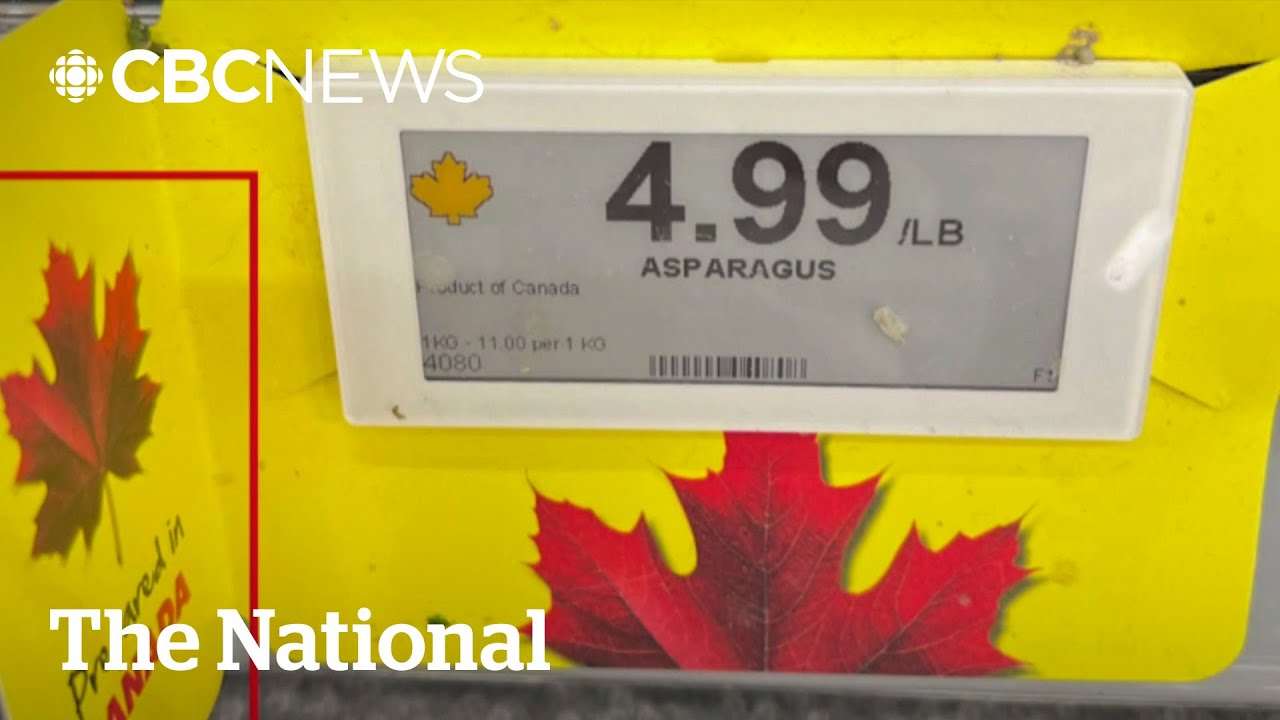 CBCNEWS
4.99 /LB
ASPARAGUS
Product of Canada
1KG - 11.00 per 1 KG
4080
F1
Prepared in
CANADA
The National